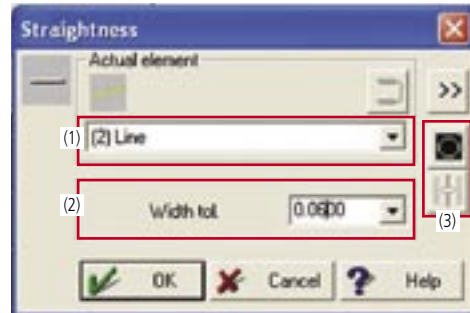 Straightness
Actual element
>>
(1) (2) Line
(2) Width tol. 0.0600
(3)
OK Cancel ? Help